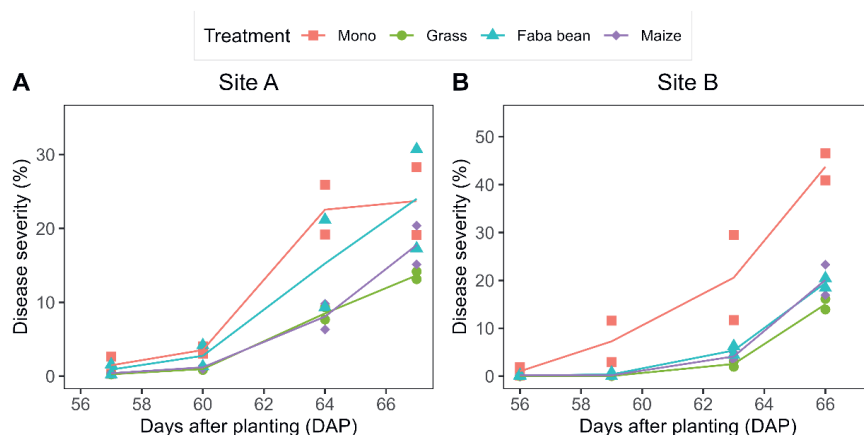 Treatment Mono Grass Faba bean Maize
A Site A B Site B
Disease severity (%)
30
20
10
0
56 58 60 62 64 66
Days after planting (DAP)
Disease severity (%)
50
40
30
20
10
0
56 58 60 62 64 66
Days after planting (DAP)